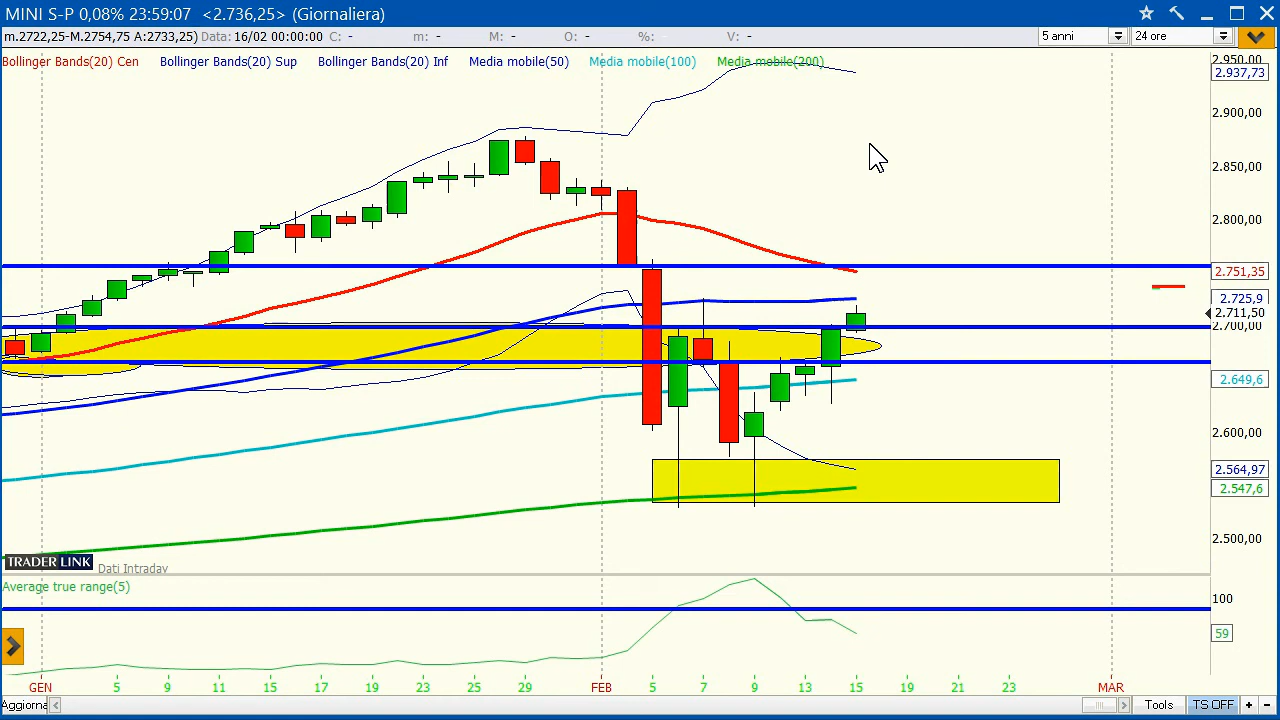 MINI S-P 0,08% 23:59:07 <2.736,25> (Giornaliera)
m.2722,25-M.2754,75 A:2733,25) Data: 16/02 00:00:00 C: - m: - M: - O: - %: - V: -
5 anni 24 ore
Bollinger Bands(20) Cen Bollinger Bands(20) Sup Bollinger Bands(20) Inf Media mobile(50) Media mobile(100) Media mobile(200)
2.950,00
2.937,73
2.900,00
2.850,00
2.800,00
2.751,35
2.725,9
2.711,50
2.700,00
2.649,6
2.600,00
2.564,97
2.547,6
2.500,00
TRADER LINK Dati Intraday
Average true range(5)
100
59
GEN 5 9 11 15 17 19 23 25 29 FEB 5 7 9 13 15 19 21 23 MAR
Aggiorna Tools TS OFF + -